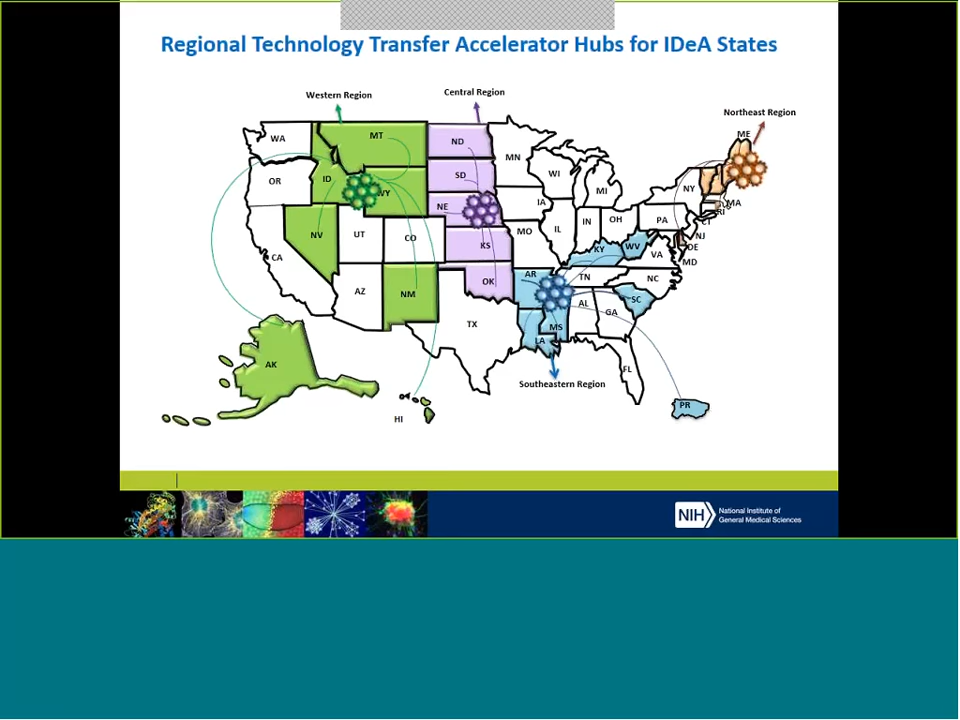 Regional Technology Transfer Accelerator Hubs for IDeA States
Western Region
Central Region
Northeast Region
WA
MT
ND
MN
ME
OR
ID
WY
SD
WI
MI
NY
MA
RI
CT
NE
IA
PA
NJ
NV
UT
CO
KS
MO
IL
IN
OH
DE
MD
CA
KY
WV
VA
AZ
NM
OK
AR
TN
NC
SC
TX
MS
AL
GA
LA
FL
Southeastern Region
AK
HI
PR
NIH
National Institute of
General Medical Sciences